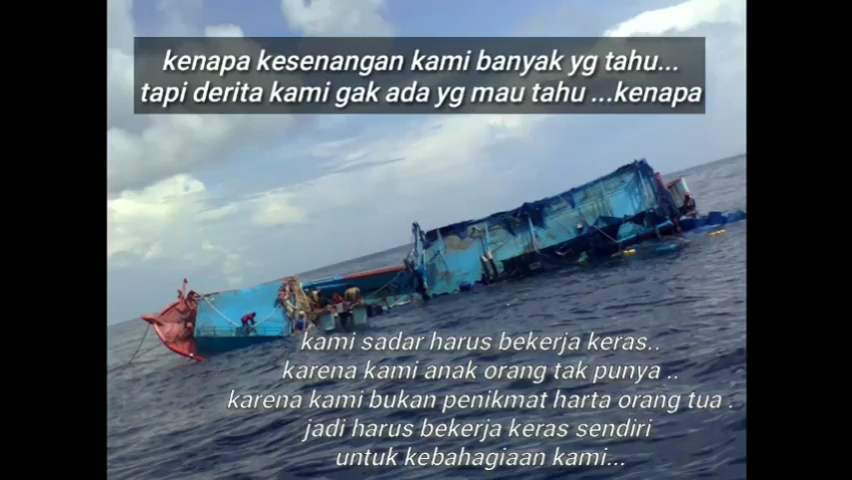 kenapa kesenangan kami banyak yg tahu...
tapi derita kami gak ada yg mau tahu ...kenapa
kami sadar harus bekerja keras..
karena kami anak orang tak punya ..
karena kami bukan penikmat harta orang tua .
jadi harus bekerja keras sendiri
untuk kebahagiaan kami...